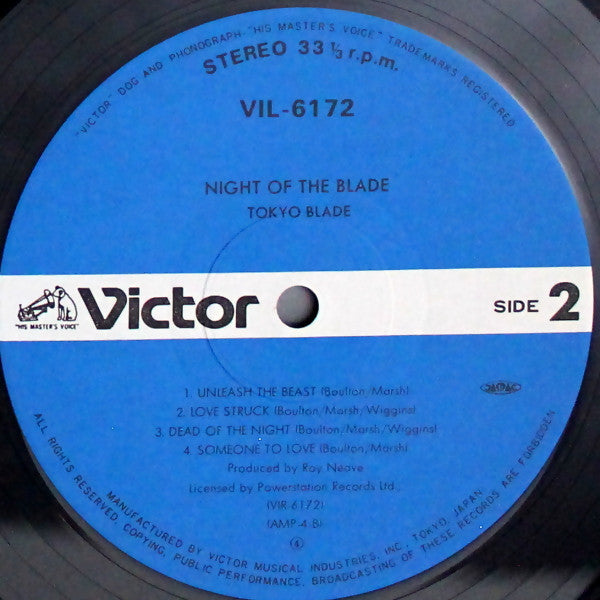 "VICTOR" DOG AND PHONOGRAPH · "HIS MASTER'S VOICE" TRADEMARKS REGISTERED
STEREO 33 ⅓ r.p.m.
VIL-6172
NIGHT OF THE BLADE
TOKYO BLADE
"HIS MASTER'S VOICE"
Victor
SIDE 2
1. UNLEASH THE BEAST (Boulton/Marsh)
2. LOVE STRUCK (Boulton/Marsh/Wiggins)
3. DEAD OF THE NIGHT (Boulton/Marsh/Wiggins)
4. SOMEONE TO LOVE (Boulton/Marsh)
JASRAC
Produced by Roy Neave
Licensed by Powerstation Records Ltd.,
(VIR 6172)
(AMP-4 B)
4
MANUFACTURED BY VICTOR MUSICAL INDUSTRIES, INC., TOKYO, JAPAN
ALL RIGHTS RESERVED. COPYING, PUBLIC PERFORMANCE, BROADCASTING OF THESE RECORDS ARE FORBIDDEN